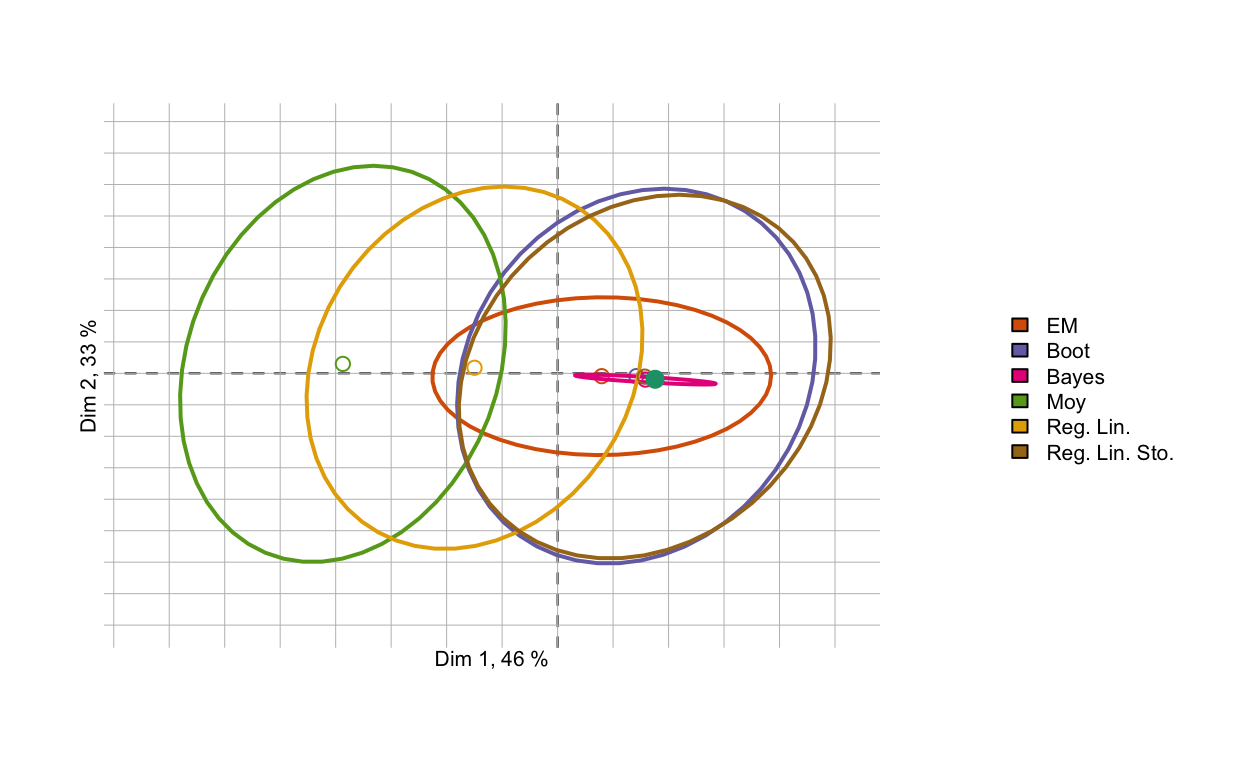 Dim 2, 33 %
Dim 1, 46 %
EM
Boot
Bayes
Moy
Reg. Lin.
Reg. Lin. Sto.